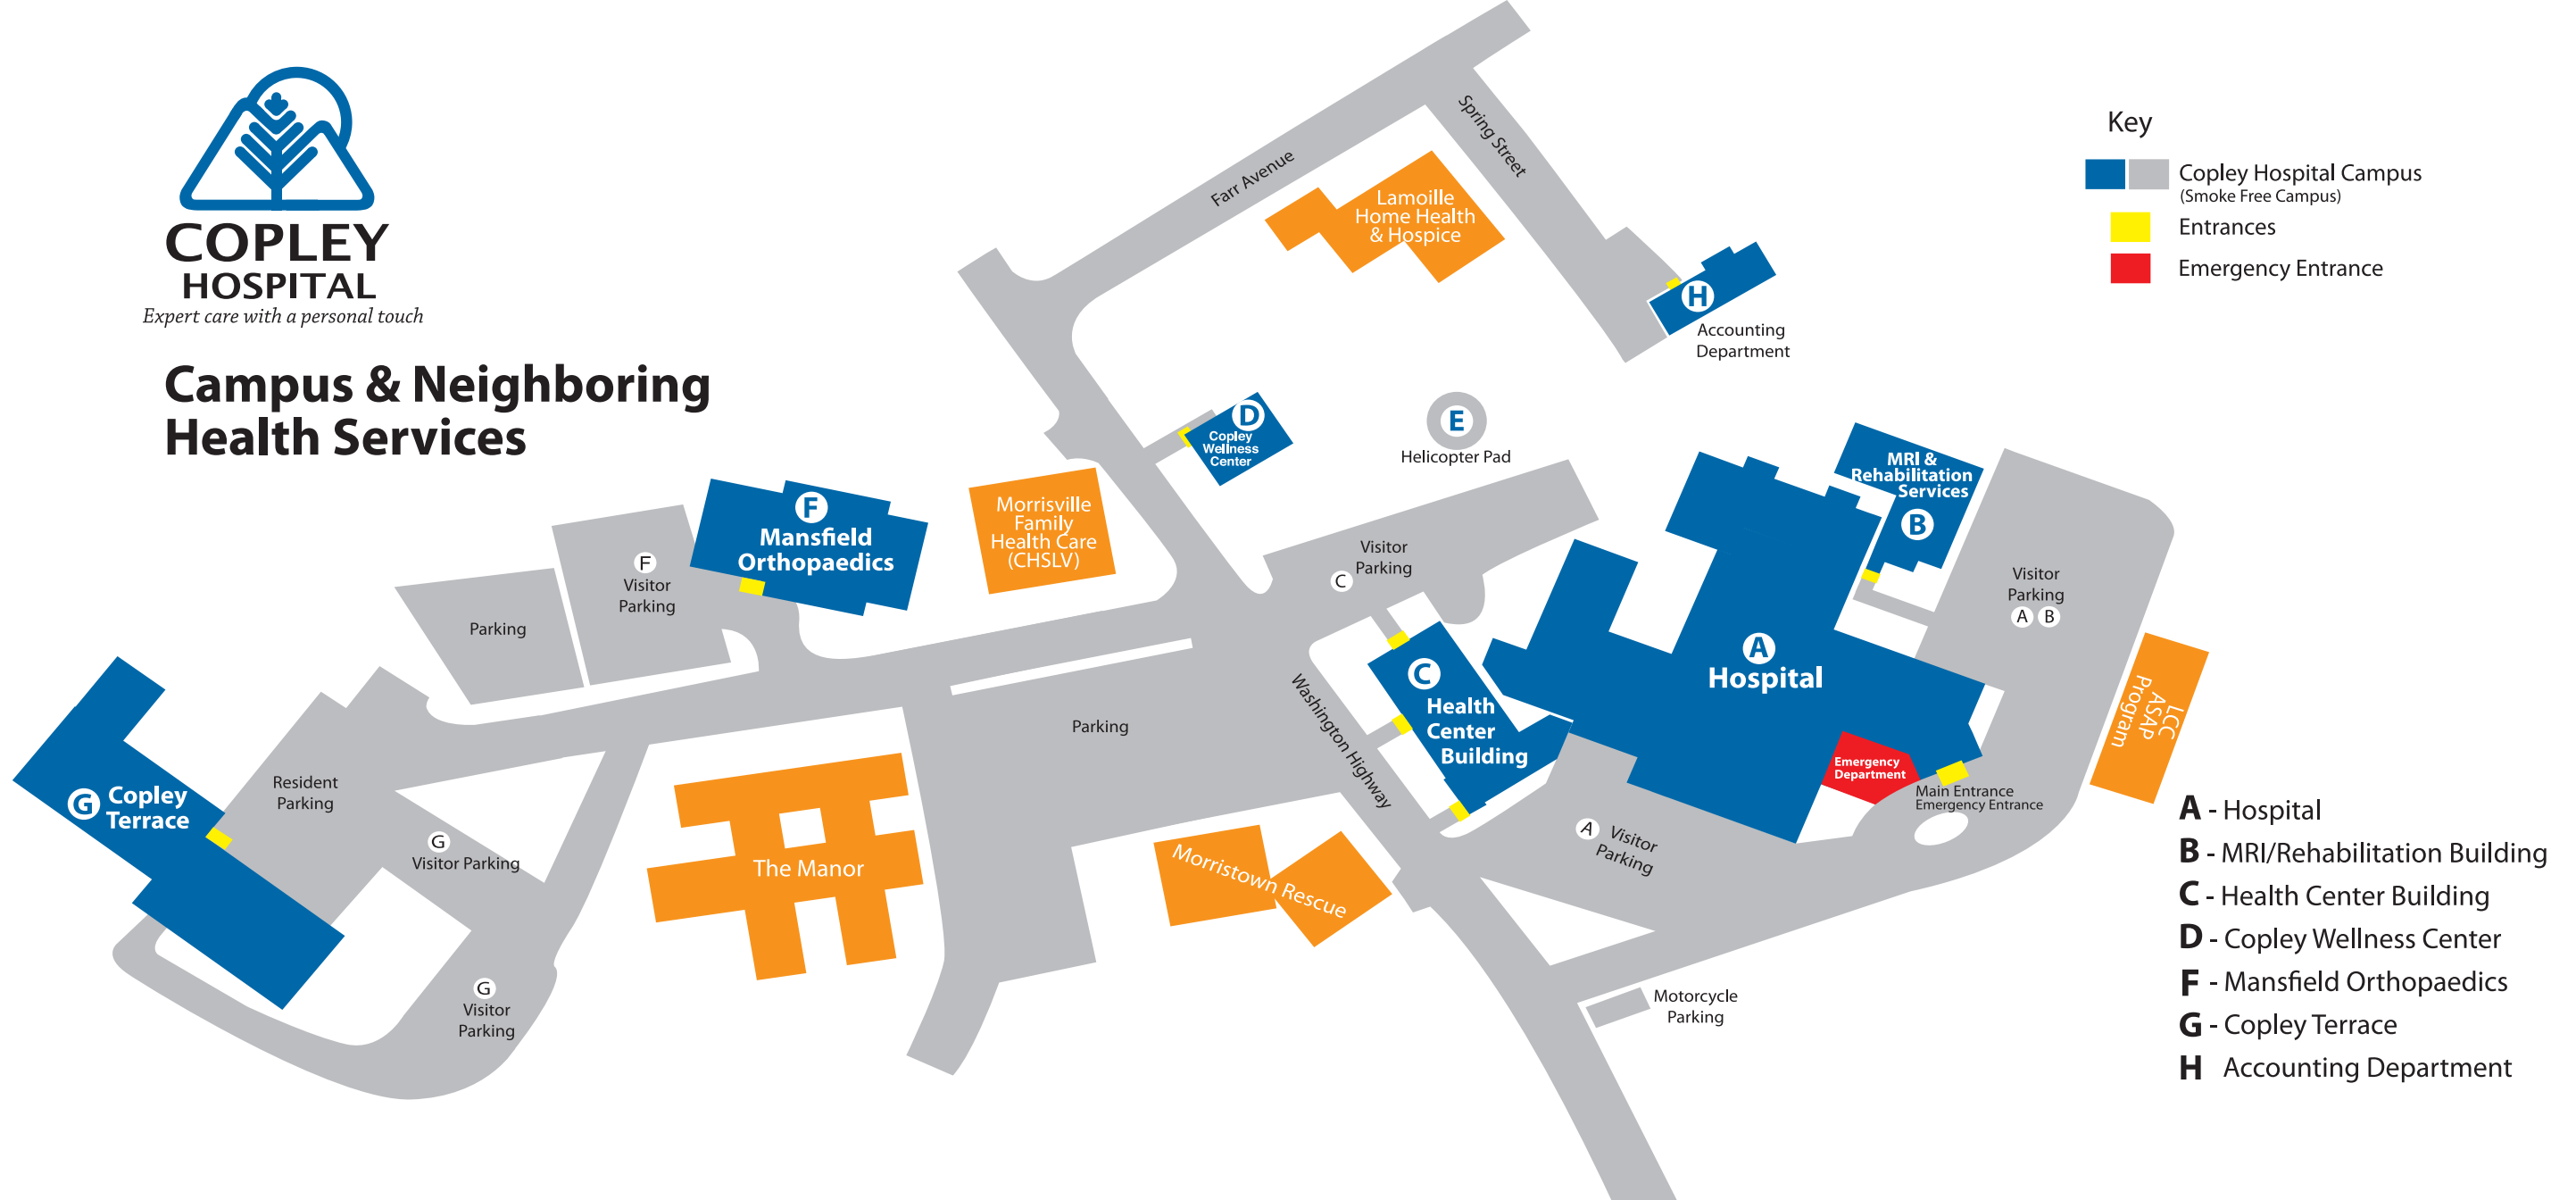 COPLEY
HOSPITAL
Expert care with a personal touch
Campus & Neighboring
Health Services
Farr Avenue
Spring Street
Lamoille
Home Health
& Hospice
H
Accounting
Department
Key
Copley Hospital Campus
(Smoke Free Campus)
Entrances
Emergency Entrance
D
Copley
Wellness
Center
E
Helicopter Pad
F
Mansfield
Orthopaedics
Morrisville
Family
Health Care
(CHSLV)
F
Visitor
Parking
Parking
Visitor
Parking
C
MRI &
Rehabilitation
Services
B
Visitor
Parking
A B
A
Hospital
C
Health
Center
Building
Washington Highway
Parking
LCC
ASAP
Program
Emergency
Department
Main Entrance
Emergency Entrance
G Copley
Terrace
Resident
Parking
G
Visitor Parking
G
Visitor
Parking
The Manor
Morristown Rescue
A Visitor
Parking
Motorcycle
Parking
A - Hospital
B - MRI/Rehabilitation Building
C - Health Center Building
D - Copley Wellness Center
F - Mansfield Orthopaedics
G - Copley Terrace
H Accounting Department